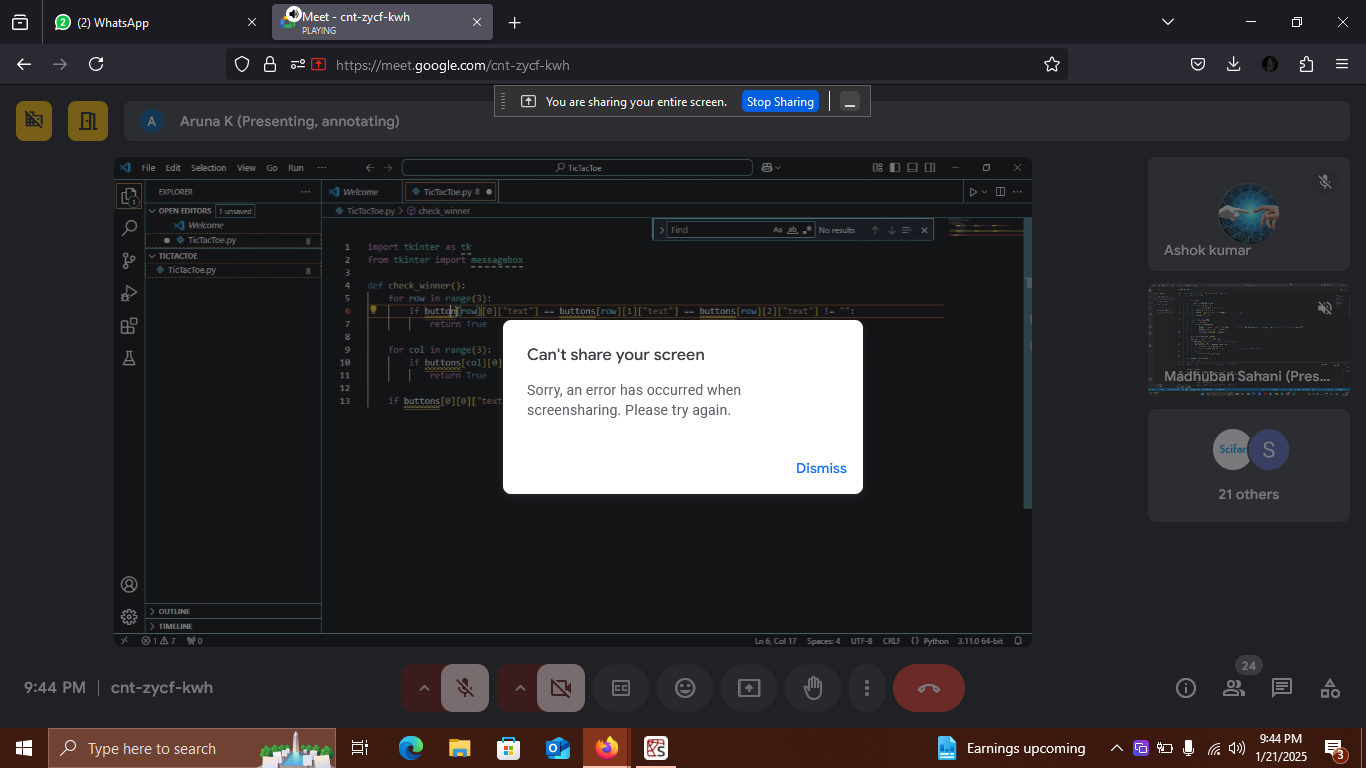 (2) WhatsApp
Meet - cnt-zycf-kwh
PLAYING
https://meet.google.com/cnt-zycf-kwh
You are sharing your entire screen.
Stop Sharing
A
Aruna K (Presenting, annotating)
File Edit Selection View Go Run ···
TicTacToe
EXPLORER
Welcome
TicTacToe.py 8
OPEN EDITORS 1 unsaved
TicTacToe.py > check_winner
Welcome
TicTacToe.py 8
TICTACTOE
TicTacToe.py 8
Find
Aa ab
No results
1 import tkinter as tk
2 from tkinter import messagebox
3
4 def check_winner():
5 for row in range(3):
6 if button[row][0]["text"] == buttons[row][1]["text"] == buttons[row][2]["text"] != "":
7 return True
8
9 for col in range(3):
10 if buttons[col][0]
11 return True
12
13 if buttons[0][0]["text
OUTLINE
TIMELINE
1 7 0
Ln 6, Col 17 Spaces: 4 UTF-8 CRLF {} Python 3.11.0 64-bit
Can't share your screen
Sorry, an error has occurred when
screensharing. Please try again.
Dismiss
Ashok kumar
Madhuban Sahani (Pres...
S
21 others
9:44 PM | cnt-zycf-kwh
24
Type here to search
Earnings upcoming
9:44 PM
1/21/2025
3